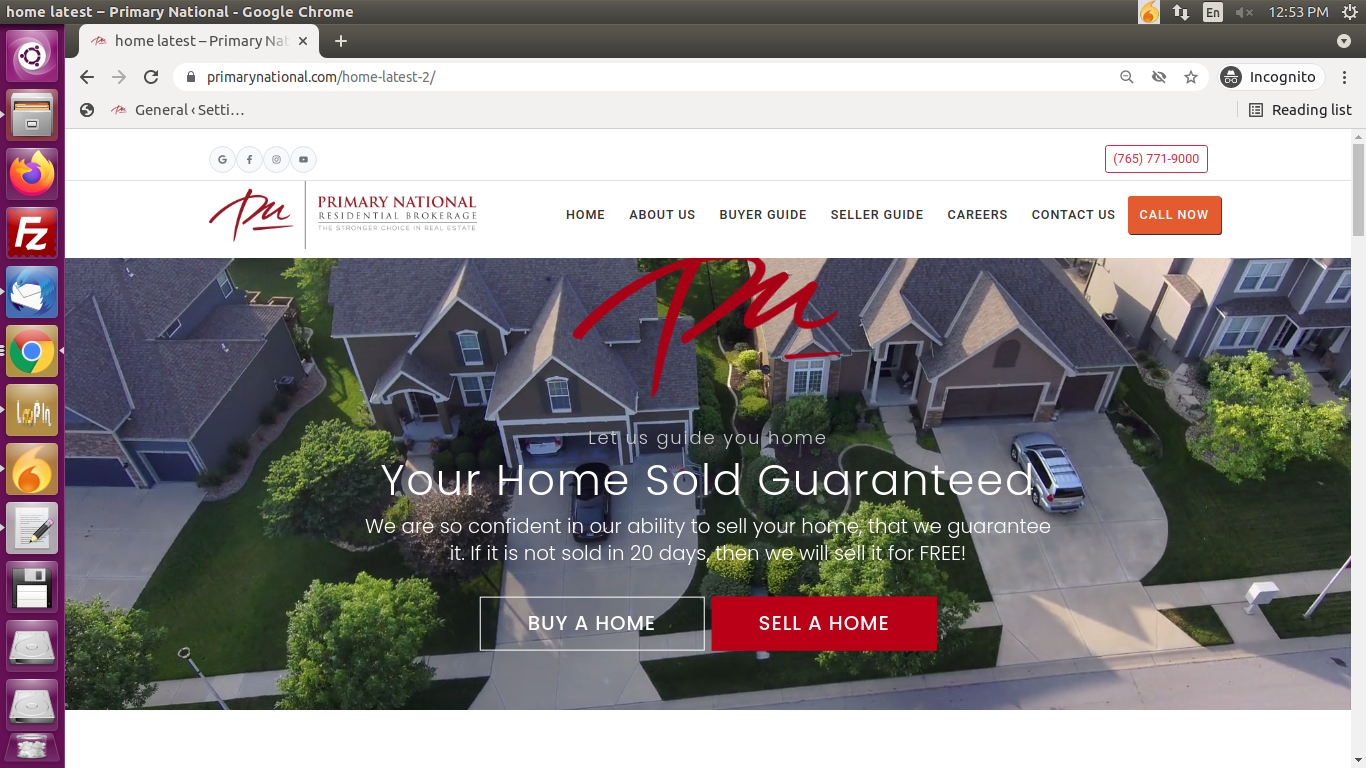 home latest – Primary National - Google Chrome
En
12:53 PM
home latest – Primary Nat
primarynational.com/home-latest-2/
Incognito
General ‹ Setti…
Reading list
(765) 771-9000
PRIMARY NATIONAL
RESIDENTIAL BROKERAGE
THE STRONGER CHOICE IN REAL ESTATE
HOME
ABOUT US
BUYER GUIDE
SELLER GUIDE
CAREERS
CONTACT US
CALL NOW
Let us guide you home
Your Home Sold Guaranteed
We are so confident in our ability to sell your home, that we guarantee
it. If it is not sold in 20 days, then we will sell it for FREE!
BUY A HOME
SELL A HOME